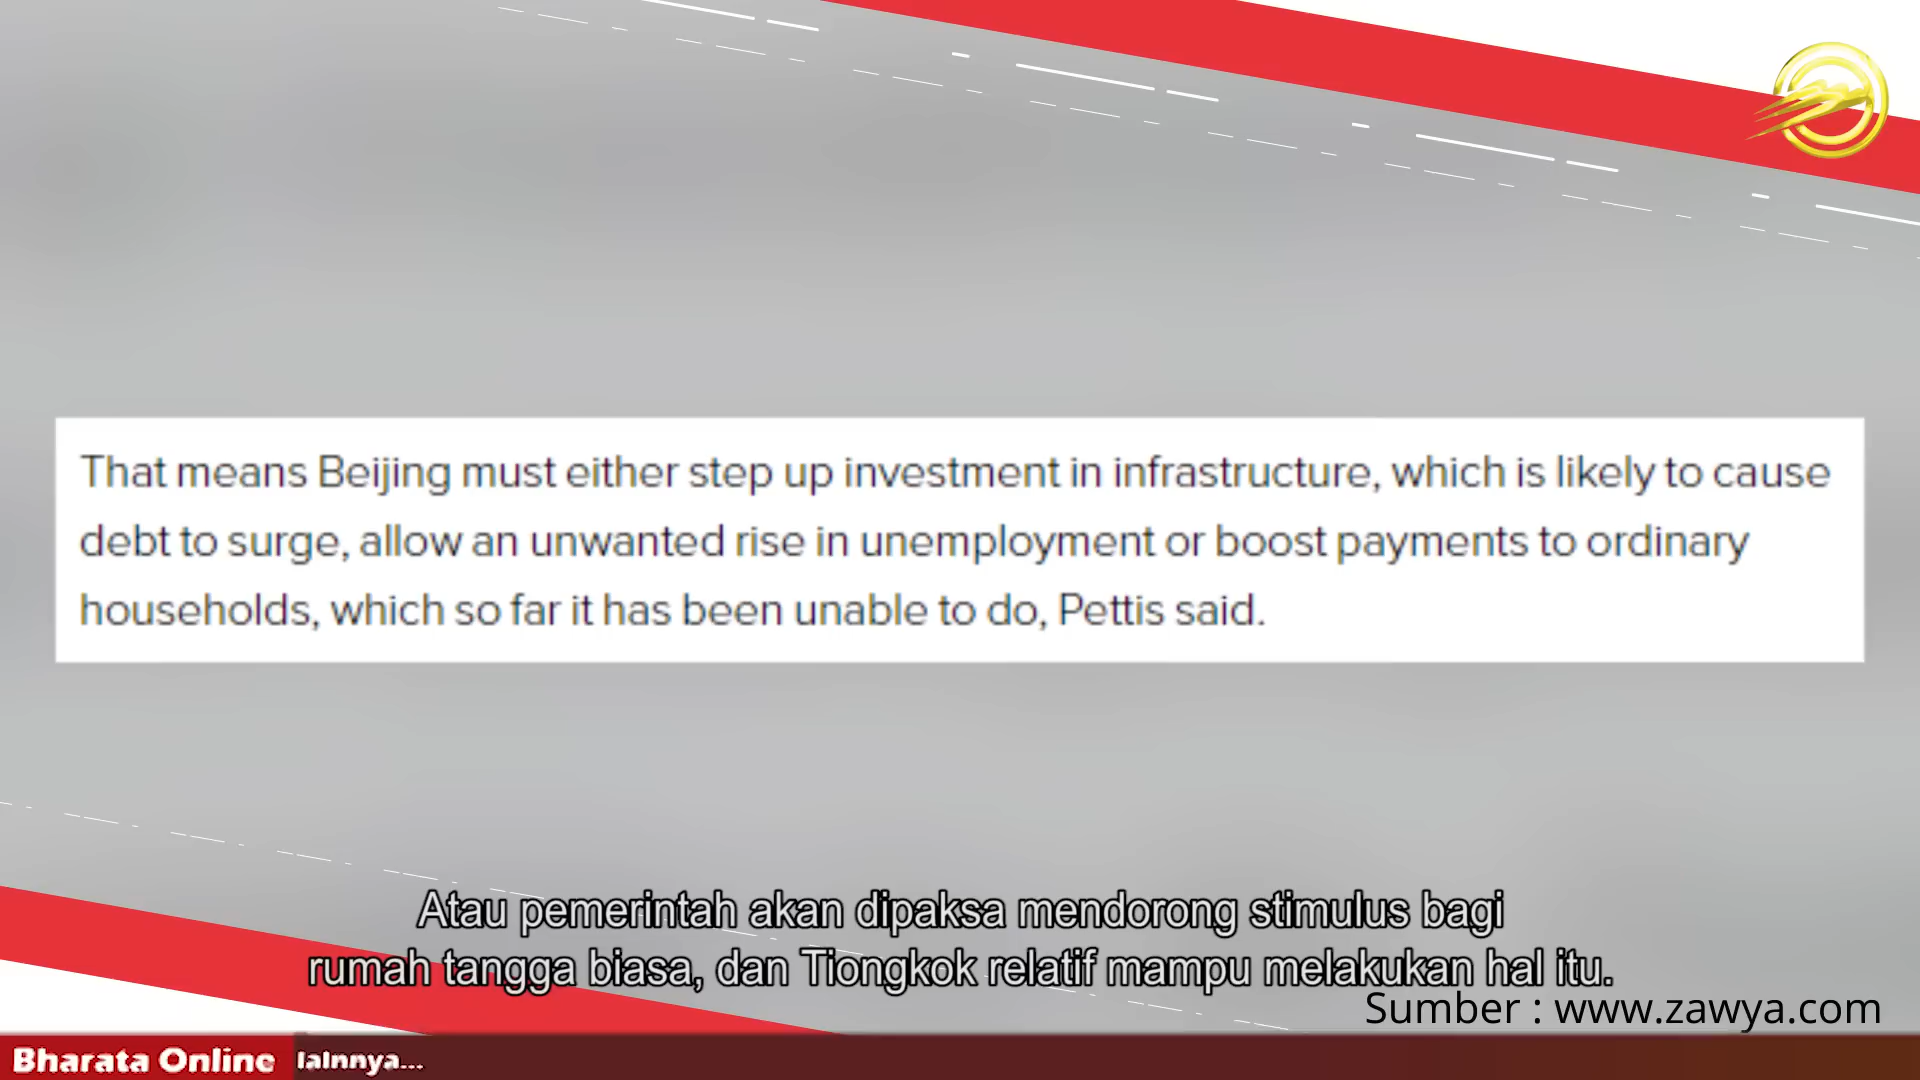 That means Beijing must either step up investment in infrastructure, which is likely to cause
debt to surge, allow an unwanted rise in unemployment or boost payments to ordinary
households, which so far it has been unable to do, Pettis said.
Atau pemerintah akan dipaksa mendorong stimulus bagi
rumah tangga biasa, dan Tiongkok relatif mampu melakukan hal itu.
Sumber : www.zawya.com
Bharata Online lainnya...